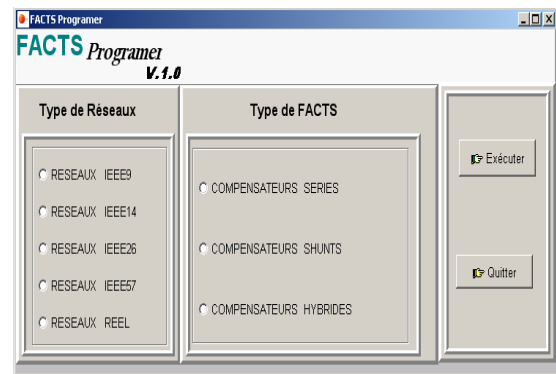 FACTS Programer
FACTS Programer
V.1.0
Type de Réseaux
RESEAUX IEEE9
RESEAUX IEEE14
RESEAUX IEEE26
RESEAUX IEEE57
RESEAUX REEL
Type de FACTS
COMPENSATEURS SERIES
COMPENSATEURS SHUNTS
COMPENSATEURS HYBRIDES
Exécuter
Quitter